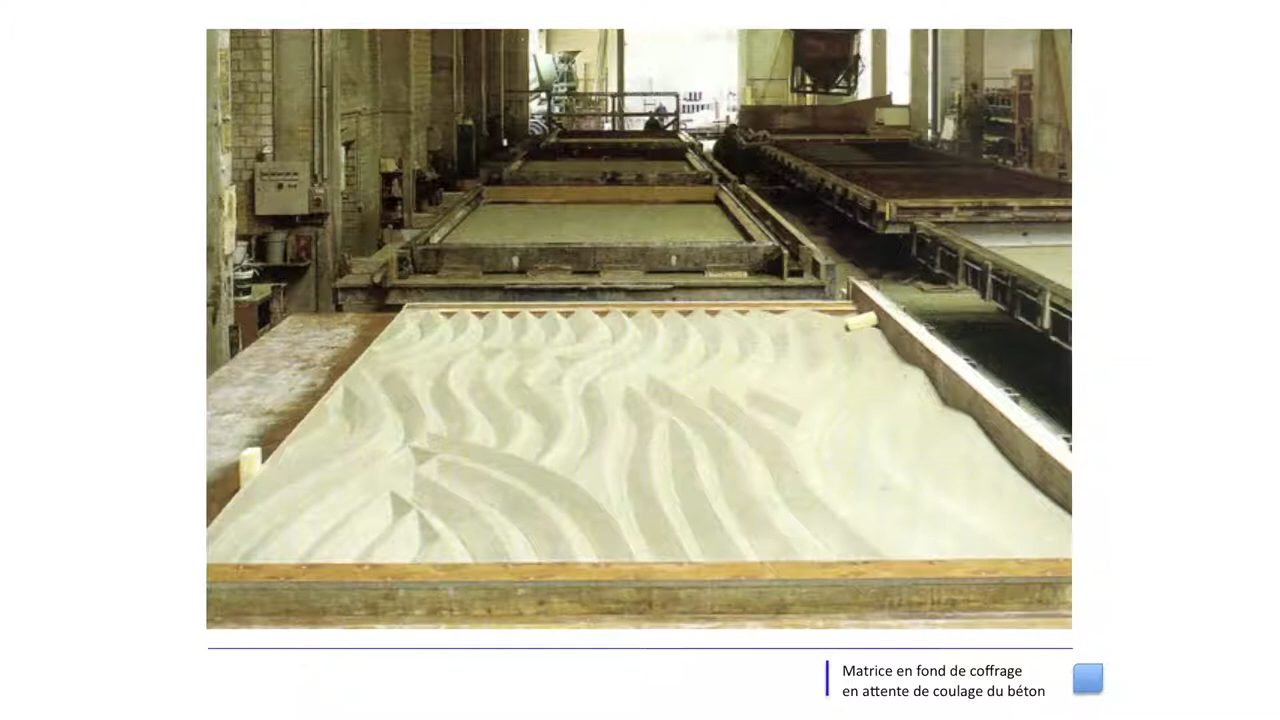 Matrice en fond de coffrage
en attente de coulage du béton